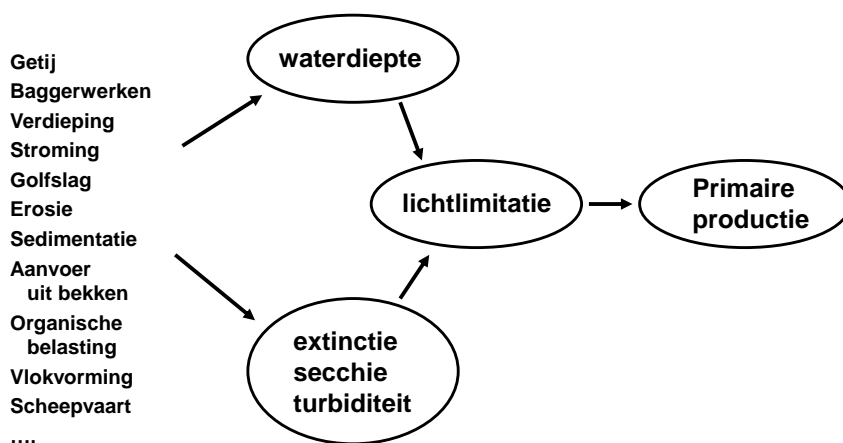 Getij
Baggerwerken
Verdieping
Stroming
Golfslag
Erosie
Sedimentatie
Aanvoer
uit bekken
Organische
belasting
Vlokvorming
Scheepvaart
....
waterdiepte
extinctie
secchie
turbiditeit
lichtlimitatie
Primaire
productie